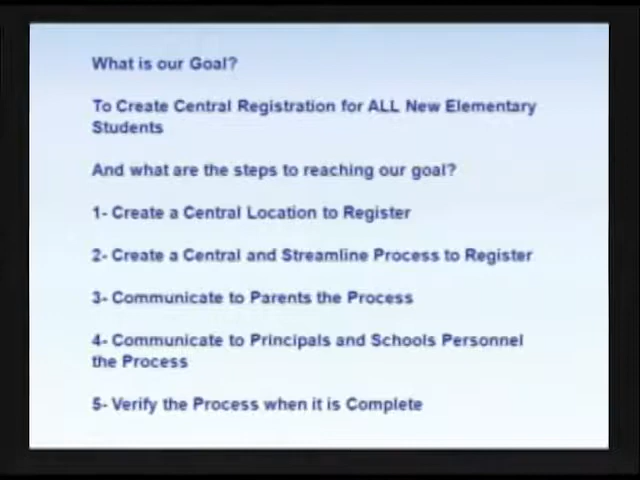 What is our Goal?
To Create Central Registration for ALL New Elementary
Students
And what are the steps to reaching our goal?
1- Create a Central Location to Register
2- Create a Central and Streamline Process to Register
3- Communicate to Parents the Process
4- Communicate to Principals and Schools Personnel
the Process
5- Verify the Process when it is Complete